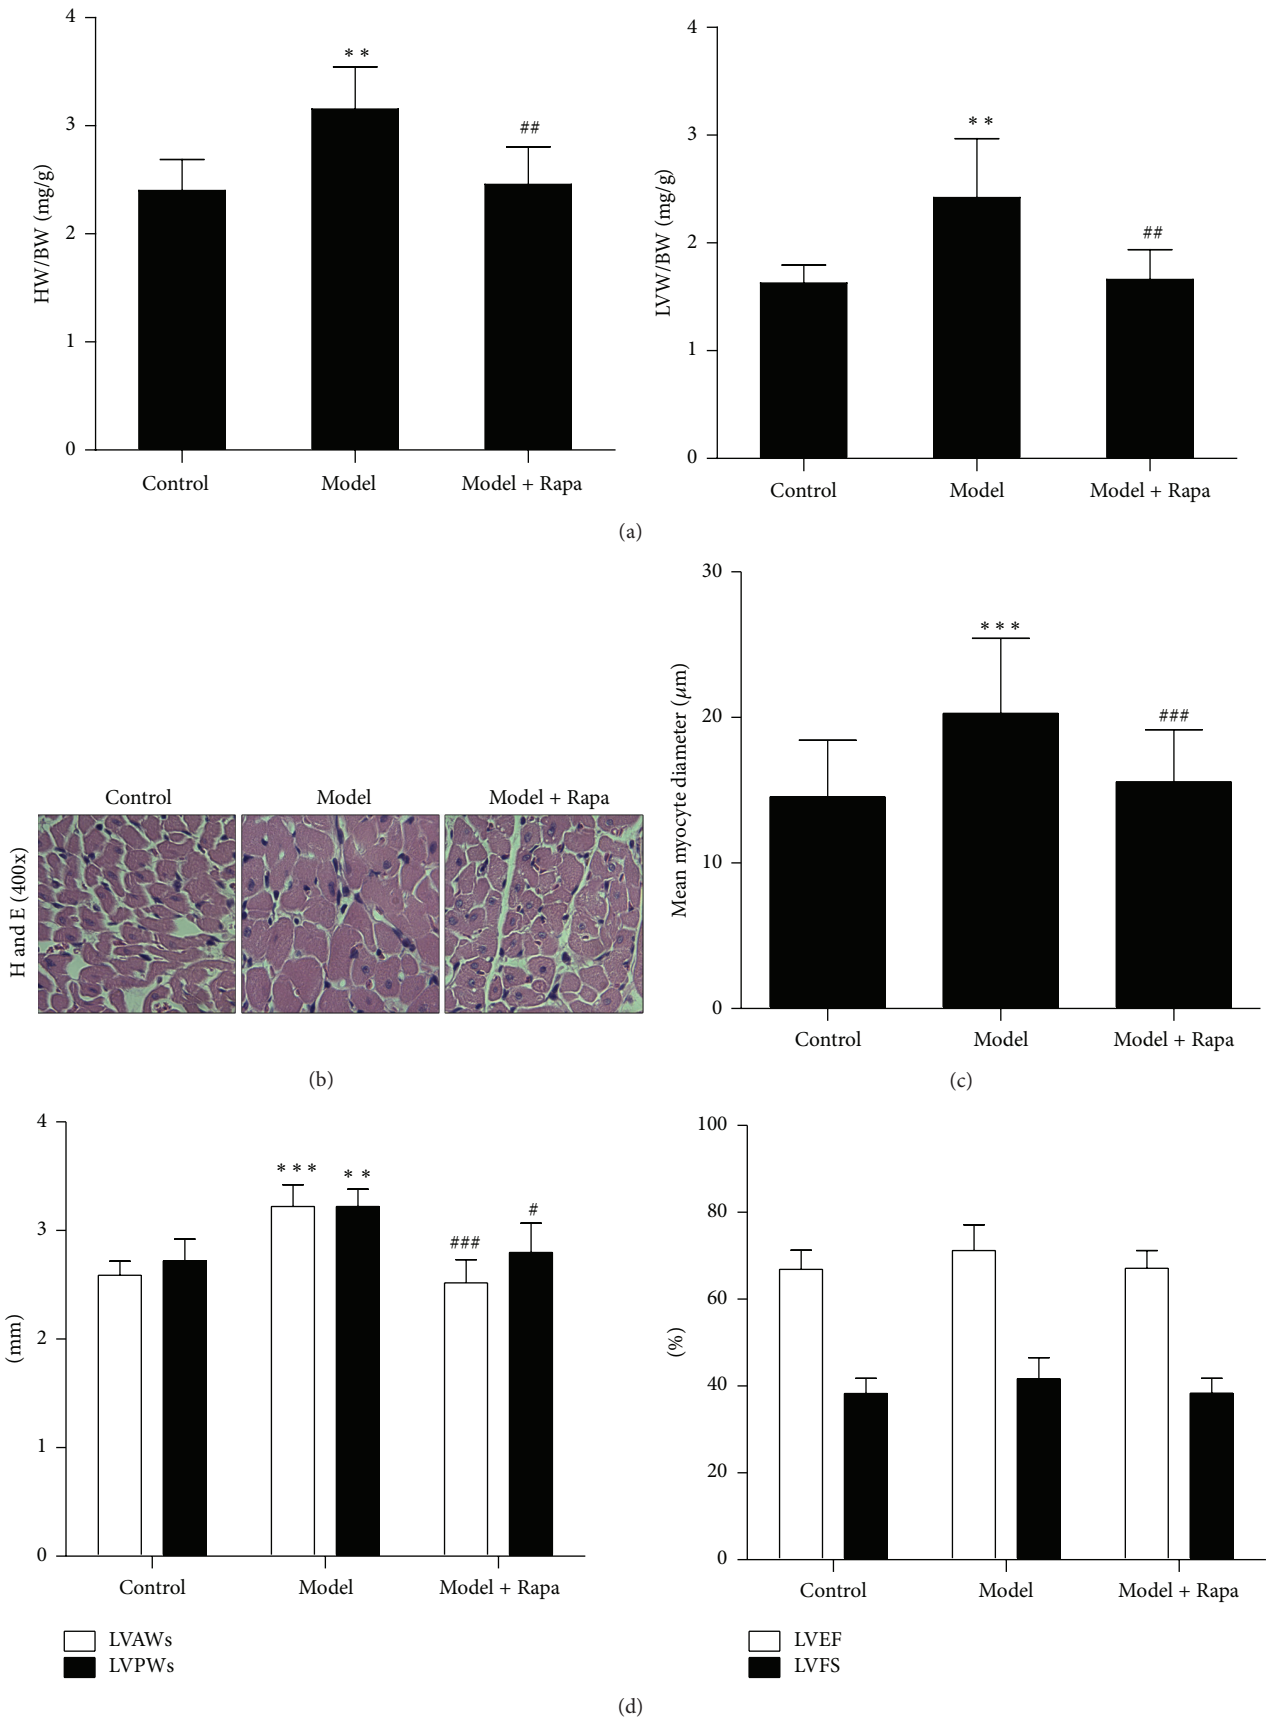 4
3
2
1
0
HW/BW (mg/g)
* *
##
Control Model Model + Rapa
4
3
2
1
0
LVW/BW (mg/g)
* *
##
Control Model Model + Rapa
(a)
Control Model Model + Rapa
H and E (400x)
(b)
30
20
10
0
Mean myocyte diameter (μm)
* * *
###
Control Model Model + Rapa
(c)
4
3
2
1
0
(mm)
* * * * *
### #
Control Model Model + Rapa
LVAWs
LVPWs
100
80
60
40
20
0
(%)
Control Model Model + Rapa
LVEF
LVFS
(d)